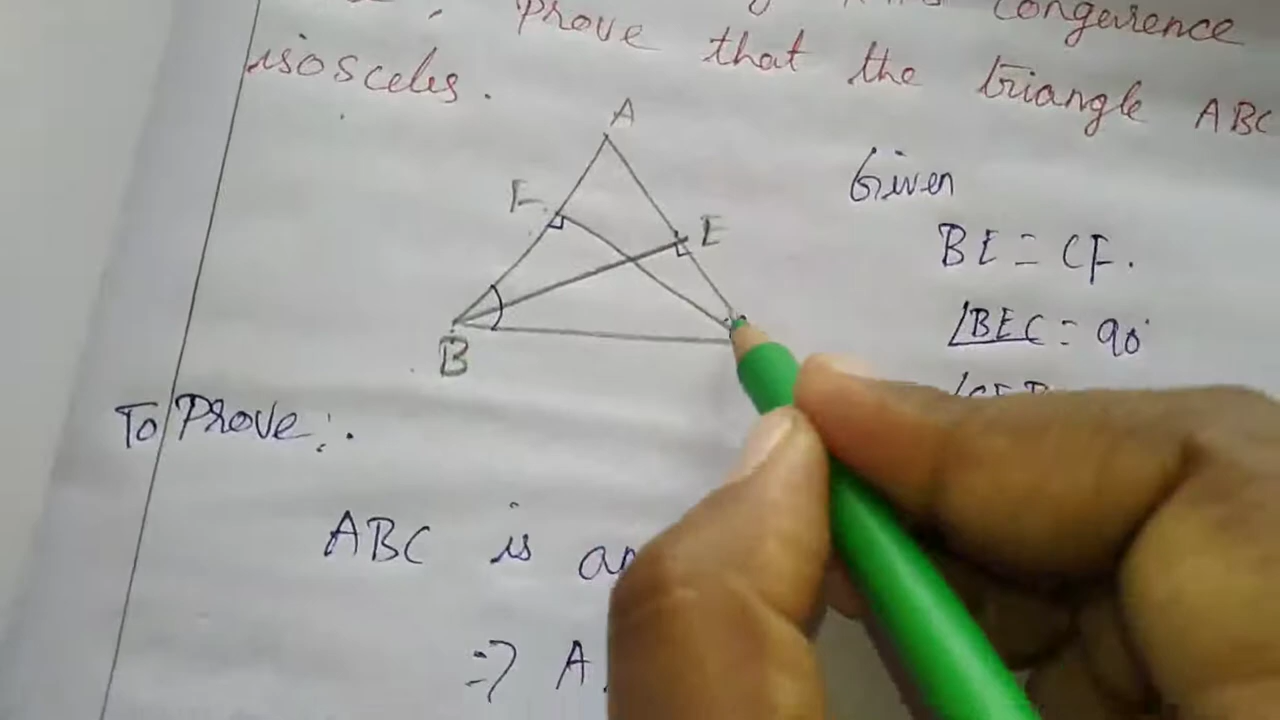 Prove that the triangle ABC
isosceles.
A
F
E
B
Given
BE = CF.
∠BEC = 90°
To Prove:.
ABC is an
⇒ A